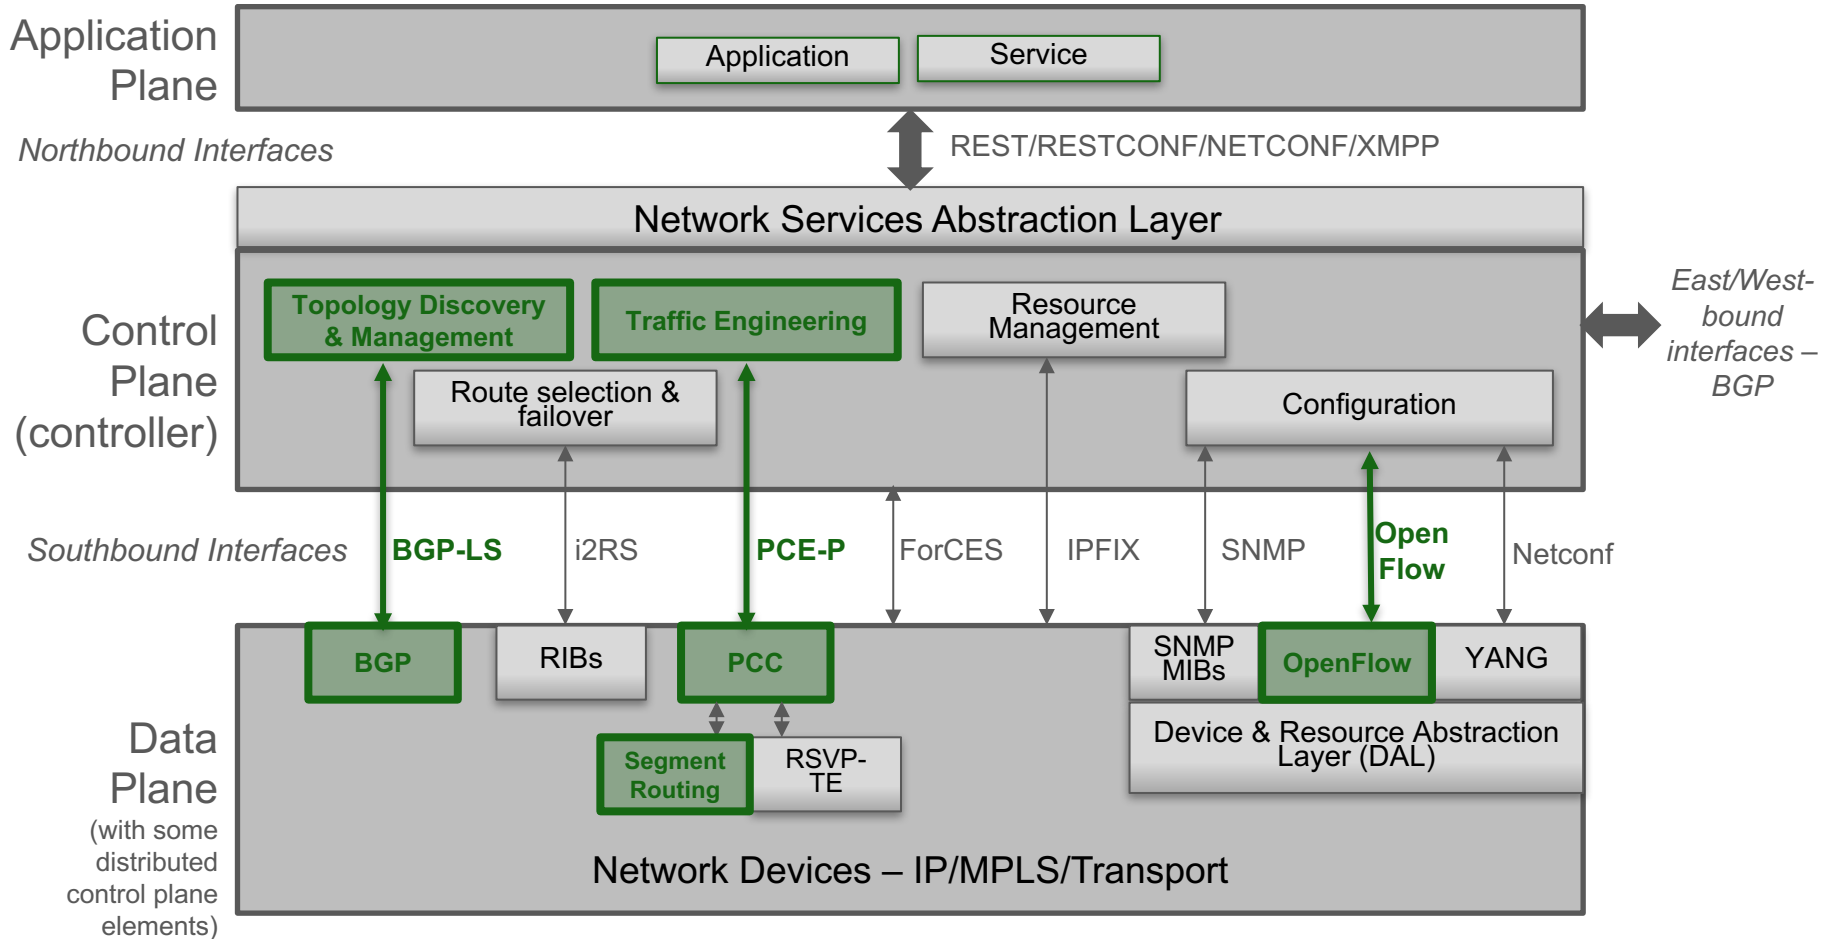 Application
Plane
Application
Service
Northbound Interfaces
REST/RESTCONF/NETCONF/XMPP
Network Services Abstraction Layer
Control
Plane
(controller)
Topology Discovery
& Management
Traffic Engineering
Resource
Management
Route selection &
failover
Configuration
East/West-
bound
interfaces –
BGP
Southbound Interfaces
BGP-LS
i2RS
PCE-P
ForCES
IPFIX
SNMP
Open
Flow
Netconf
BGP
RIBs
PCC
SNMP
MIBs
OpenFlow
YANG
Segment
Routing
RSVP-
TE
Device & Resource Abstraction
Layer (DAL)
Data
Plane
(with some
distributed
control plane
elements)
Network Devices – IP/MPLS/Transport